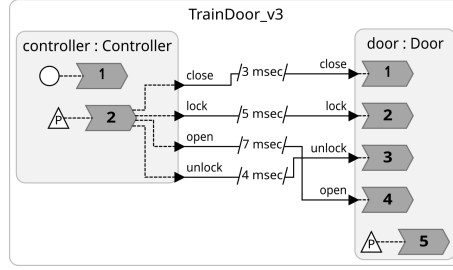 TrainDoor_v3
controller : Controller
door : Door
1
close
3 msec
close
1
P
2
lock
5 msec
lock
2
open
7 msec
unlock
3
unlock
4 msec
open
4
P
5